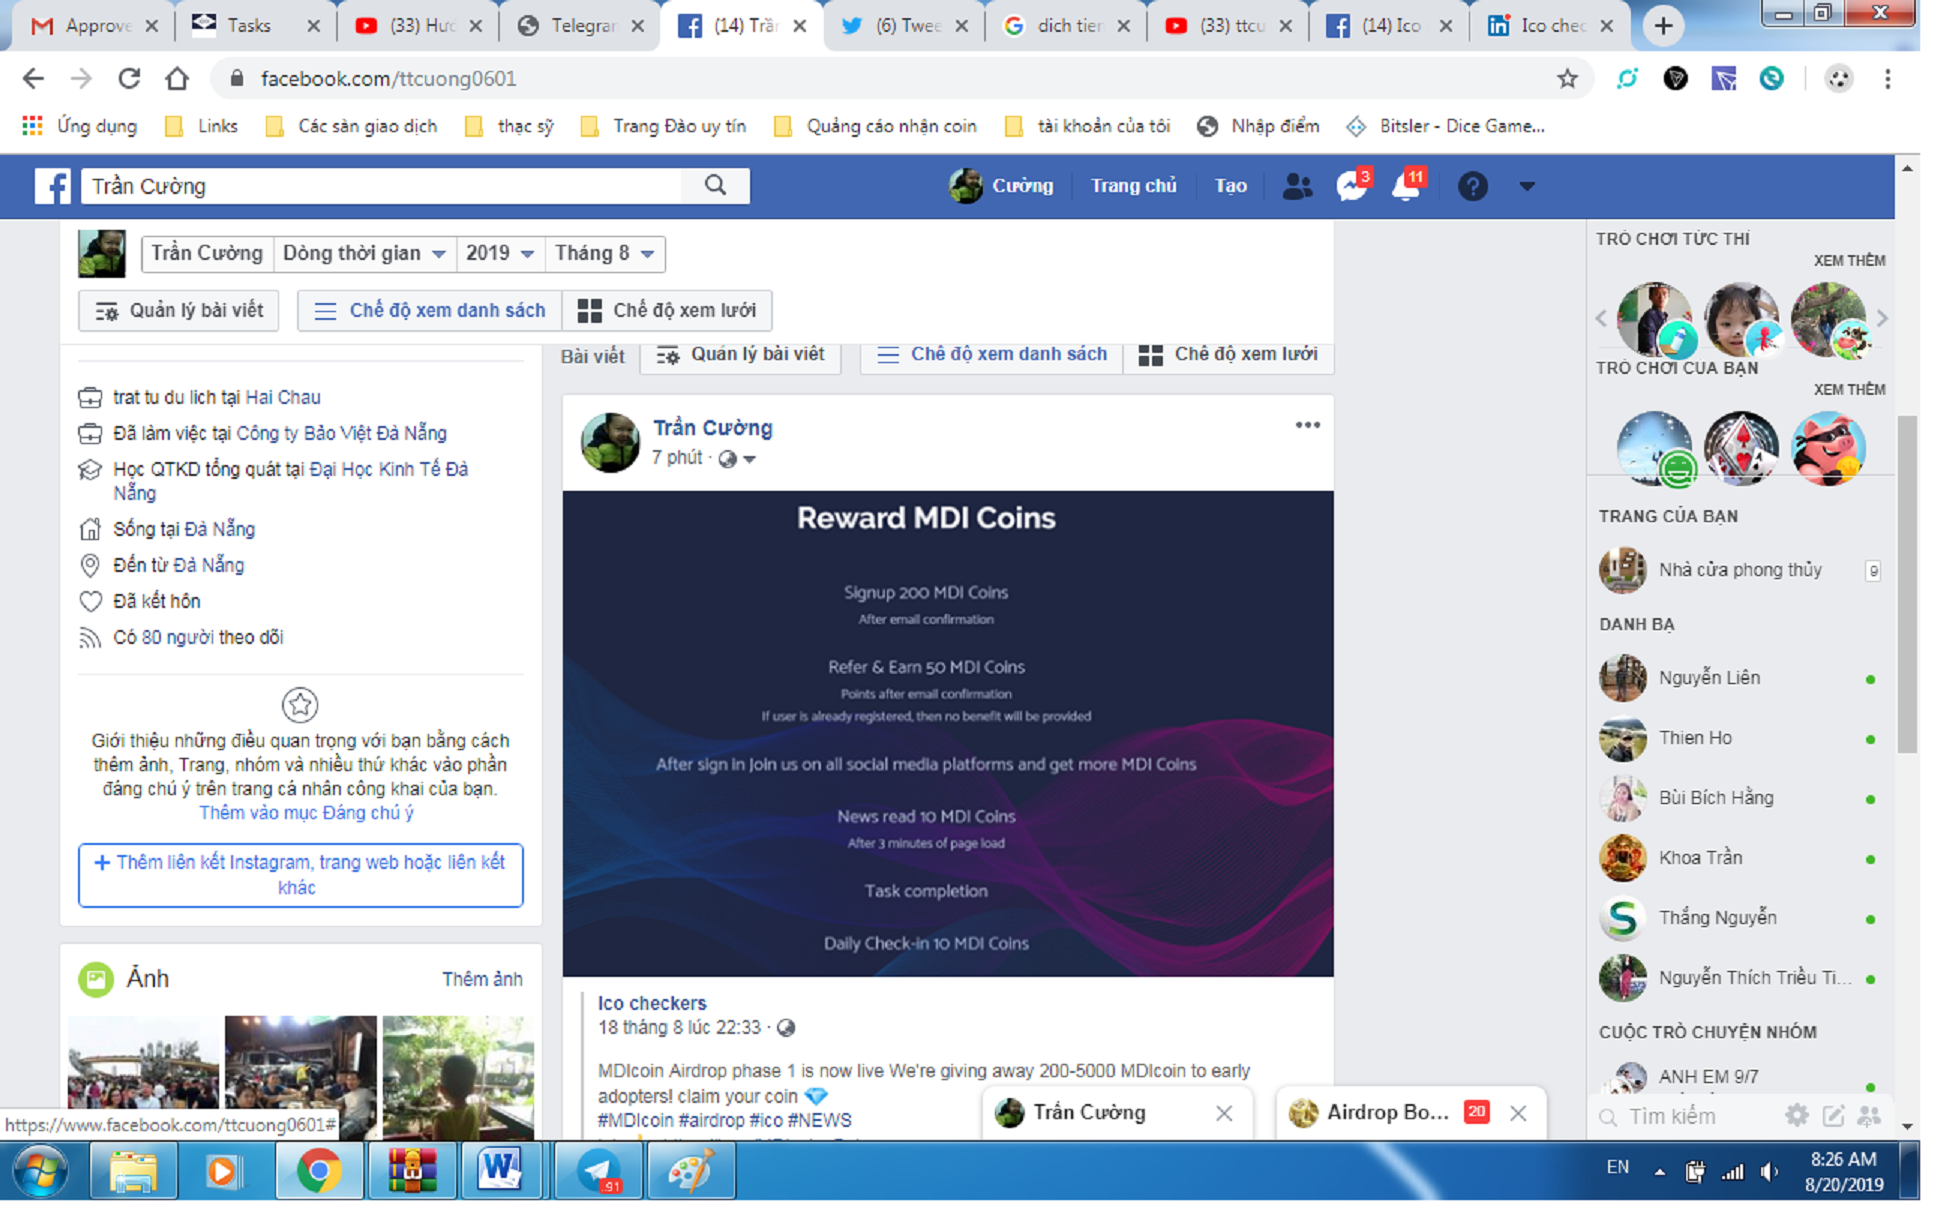 Approve
Tasks
(33) Hướ
Telegran
(14) Trần
(6) Twee
dich tien
(33) ttcu
(14) Ico
Ico chec
facebook.com/ttcuong0601
Ứng dụng
Links
Các sàn giao dịch
thạc sỹ
Trang Đào uy tín
Quảng cáo nhận coin
tài khoản của tôi
Nhập điểm
Bitsler - Dice Game...
Trần Cường
Cường
Trang chủ
Tạo
3
11
Trần Cường
Dòng thời gian
2019
Tháng 8
Quản lý bài viết
Chế độ xem danh sách
Chế độ xem lưới
Bài viết
Quản lý bài viết
Chế độ xem danh sách
Chế độ xem lưới
trat tu du lich tại Hai Chau
Đã làm việc tại Công ty Bảo Việt Đà Nẵng
Học QTKD tổng quát tại Đại Học Kinh Tế Đà
Nẵng
Sống tại Đà Nẵng
Đến từ Đà Nẵng
Đã kết hôn
Có 80 người theo dõi
Giới thiệu những điều quan trọng với bạn bằng cách
thêm ảnh, Trang, nhóm và nhiều thứ khác vào phần
đáng chú ý trên trang cá nhân công khai của bạn.
Thêm vào mục Đáng chú ý
+ Thêm liên kết Instagram, trang web hoặc liên kết
khác
Ảnh
Thêm ảnh
https://www.facebook.com/ttcuong0601#
Trần Cường
7 phút ·
Reward MDI Coins
Signup 200 MDI Coins
After email confirmation
Refer & Earn 50 MDI Coins
Points after email confirmation
If user is already registered, then no benefit will be provided
After sign in Join us on all social media platforms and get more MDI Coins
News read 10 MDI Coins
After 3 minutes of page load
Task completion
Daily Check-in 10 MDI Coins
Ico checkers
18 tháng 8 lúc 22:33 ·
MDIcoin Airdrop phase 1 is now live We're giving away 200-5000 MDIcoin to early
adopters! claim your coin 💎
#MDIcoin #airdrop #ico #NEWS
Trần Cường
Airdrop Bo... 20
TRÒ CHƠI TỨC THÌ
XEM THÊM
TRÒ CHƠI CỦA BẠN
XEM THÊM
TRANG CỦA BẠN
Nhà cửa phong thủy
9
DANH BẠ
Nguyễn Liên
Thien Ho
Bùi Bích Hằng
Khoa Trần
Thắng Nguyễn
Nguyễn Thích Triều Ti...
CUỘC TRÒ CHUYỆN NHÓM
ANH EM 9/7
Tìm kiếm
91
EN
8:26 AM
8/20/2019